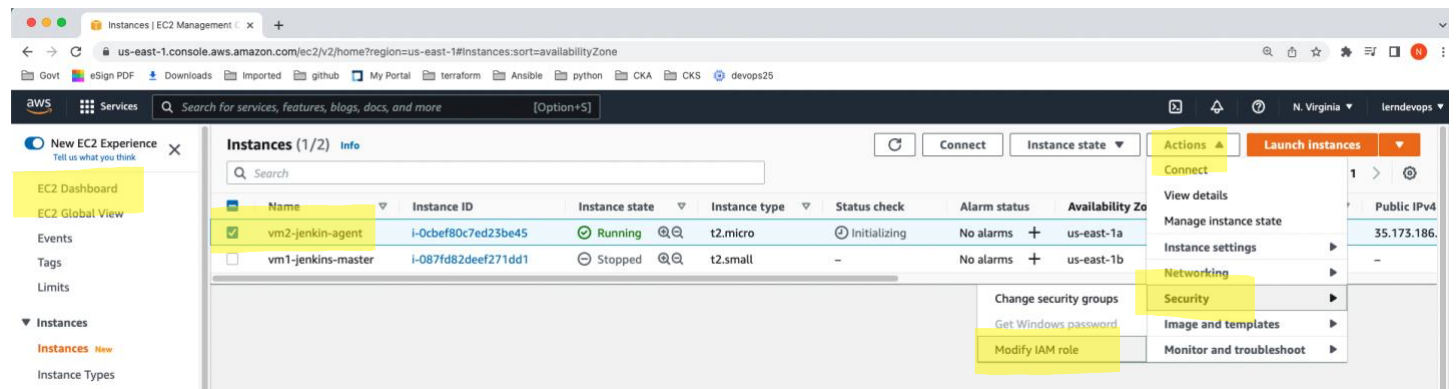 Instances | EC2 Management C
us-east-1.console.aws.amazon.com/ec2/v2/home?region=us-east-1#Instances:sort=availabilityZone
N
Govt eSign PDF Downloads Imported github My Portal terraform Ansible python CKA CKS devops25
aws Services Search for services, features, blogs, docs, and more [Option+S] N. Virginia lerndevops
New EC2 Experience
Tell us what you think
EC2 Dashboard
EC2 Global View
Events
Tags
Limits
Instances
Instances New
Instance Types
Instances (1/2) Info Connect Instance state Actions Launch instances
Search 1
Name Instance ID Instance state Instance type Status check Alarm status Availability Zo Public IPv4
vm2-jenkin-agent i-0cbef80c7ed23be45 Running t2.micro Initializing No alarms + us-east-1a 35.173.186.
vm1-jenkins-master i-087fd82deef271dd1 Stopped t2.small – No alarms + us-east-1b –
Connect
View details
Manage instance state
Instance settings
Networking
Security
Image and templates
Monitor and troubleshoot
Change security groups
Get Windows password
Modify IAM role